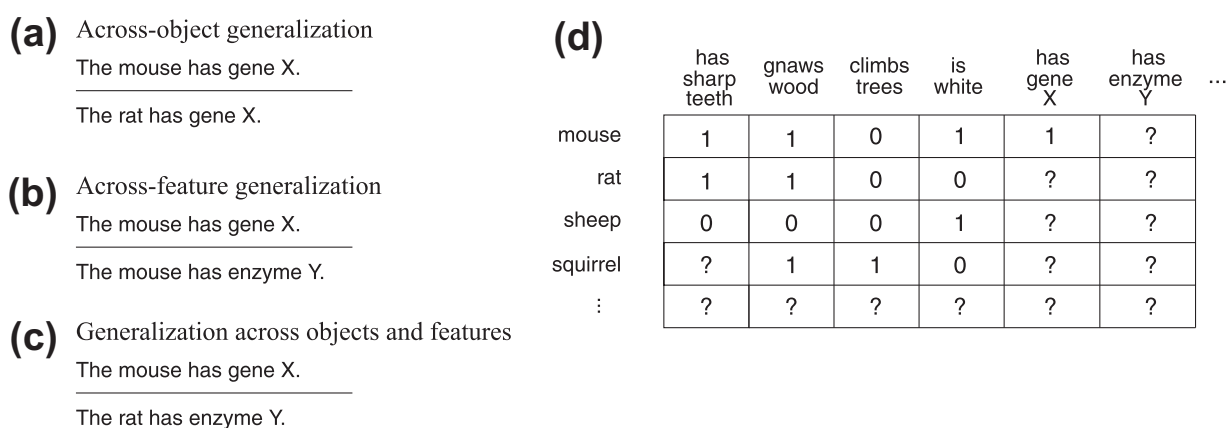 (a) Across-object generalization
The mouse has gene X.
The rat has gene X.
(b) Across-feature generalization
The mouse has gene X.
The mouse has enzyme Y.
(c) Generalization across objects and features
The mouse has gene X.
The rat has enzyme Y.
(d)
has sharp teeth gnaws wood climbs trees is white has gene X has enzyme Y ...
mouse 1 1 0 1 1 ?
rat 1 1 0 0 ? ?
sheep 0 0 0 1 ? ?
squirrel ? 1 1 0 ? ?
⋮ ? ? ? ? ? ?